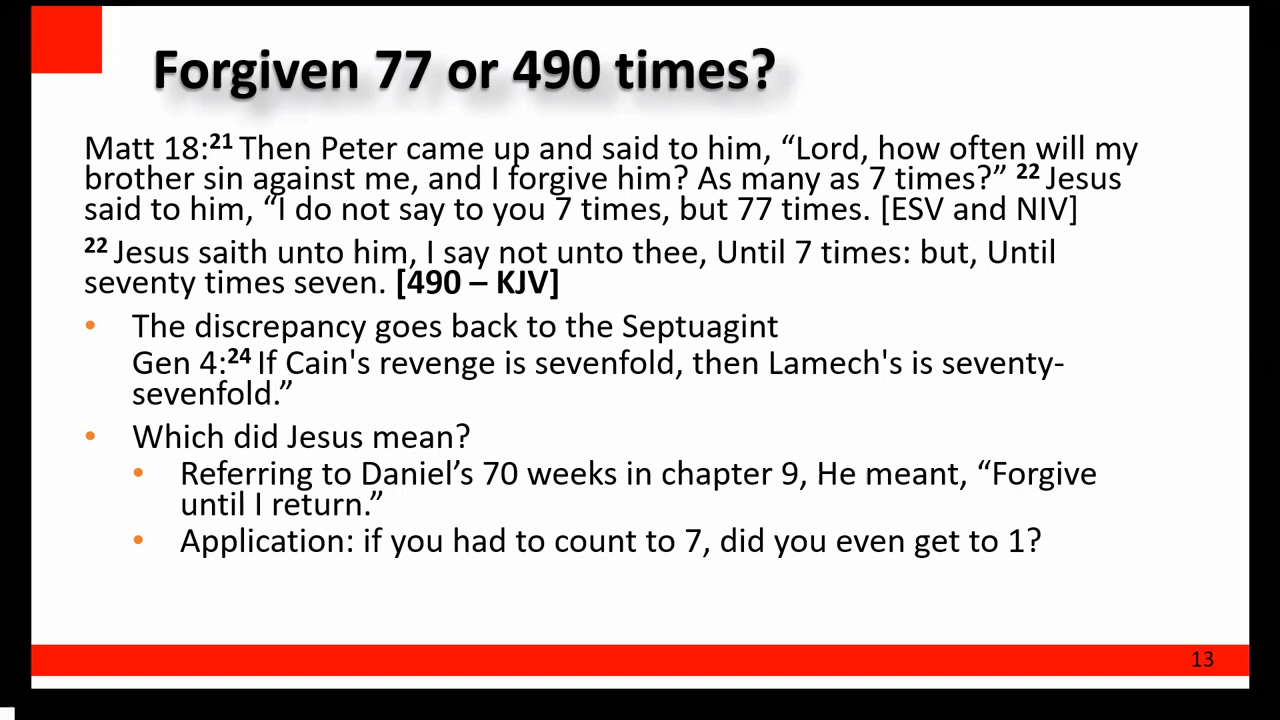 Forgiven 77 or 490 times?
Matt 18:21 Then Peter came up and said to him, “Lord, how often will my
brother sin against me, and I forgive him? As many as 7 times?” 22 Jesus
said to him, “I do not say to you 7 times, but 77 times. [ESV and NIV]
22 Jesus saith unto him, I say not unto thee, Until 7 times: but, Until
seventy times seven. [490 – KJV]
• The discrepancy goes back to the Septuagint
Gen 4:24 If Cain's revenge is sevenfold, then Lamech's is seventy-
sevenfold.”
• Which did Jesus mean?
• Referring to Daniel’s 70 weeks in chapter 9, He meant, “Forgive
until I return.”
• Application: if you had to count to 7, did you even get to 1?
13